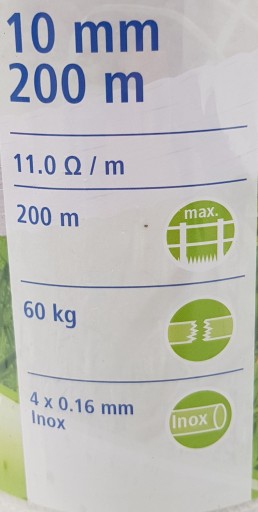 10 mm
200 m
11.0 Ω / m
200 m
max.
60 kg
4 x 0.16 mm
Inox
Inox